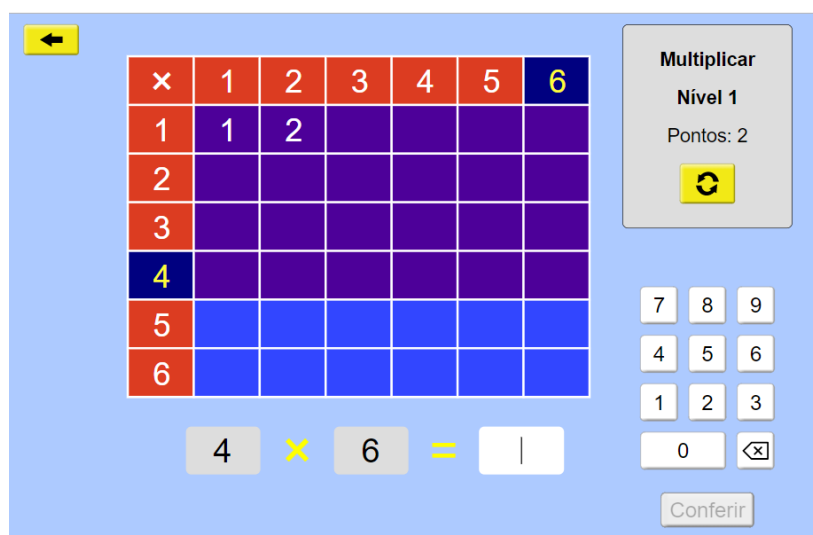 Multiplicar
Nível 1
Pontos: 2
× 1 2 3 4 5 6
1 1 2
2
3
4
5
6
4 × 6 =
7 8 9
4 5 6
1 2 3
0
Conferir